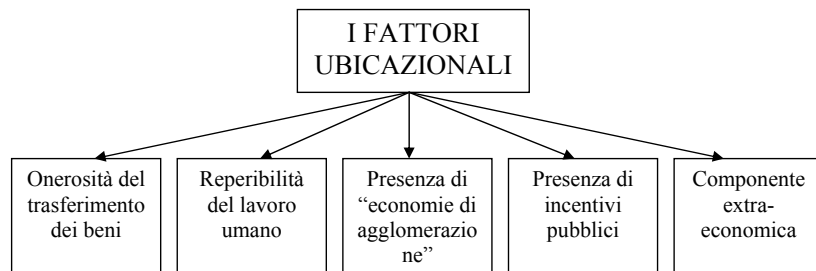 I FATTORI
UBICAZIONALI
Onerosità del
trasferimento
dei beni
Reperibilità
del lavoro
umano
Presenza di
“economie di
agglomerazio
ne”
Presenza di
incentivi
pubblici
Componente
extra-
economica